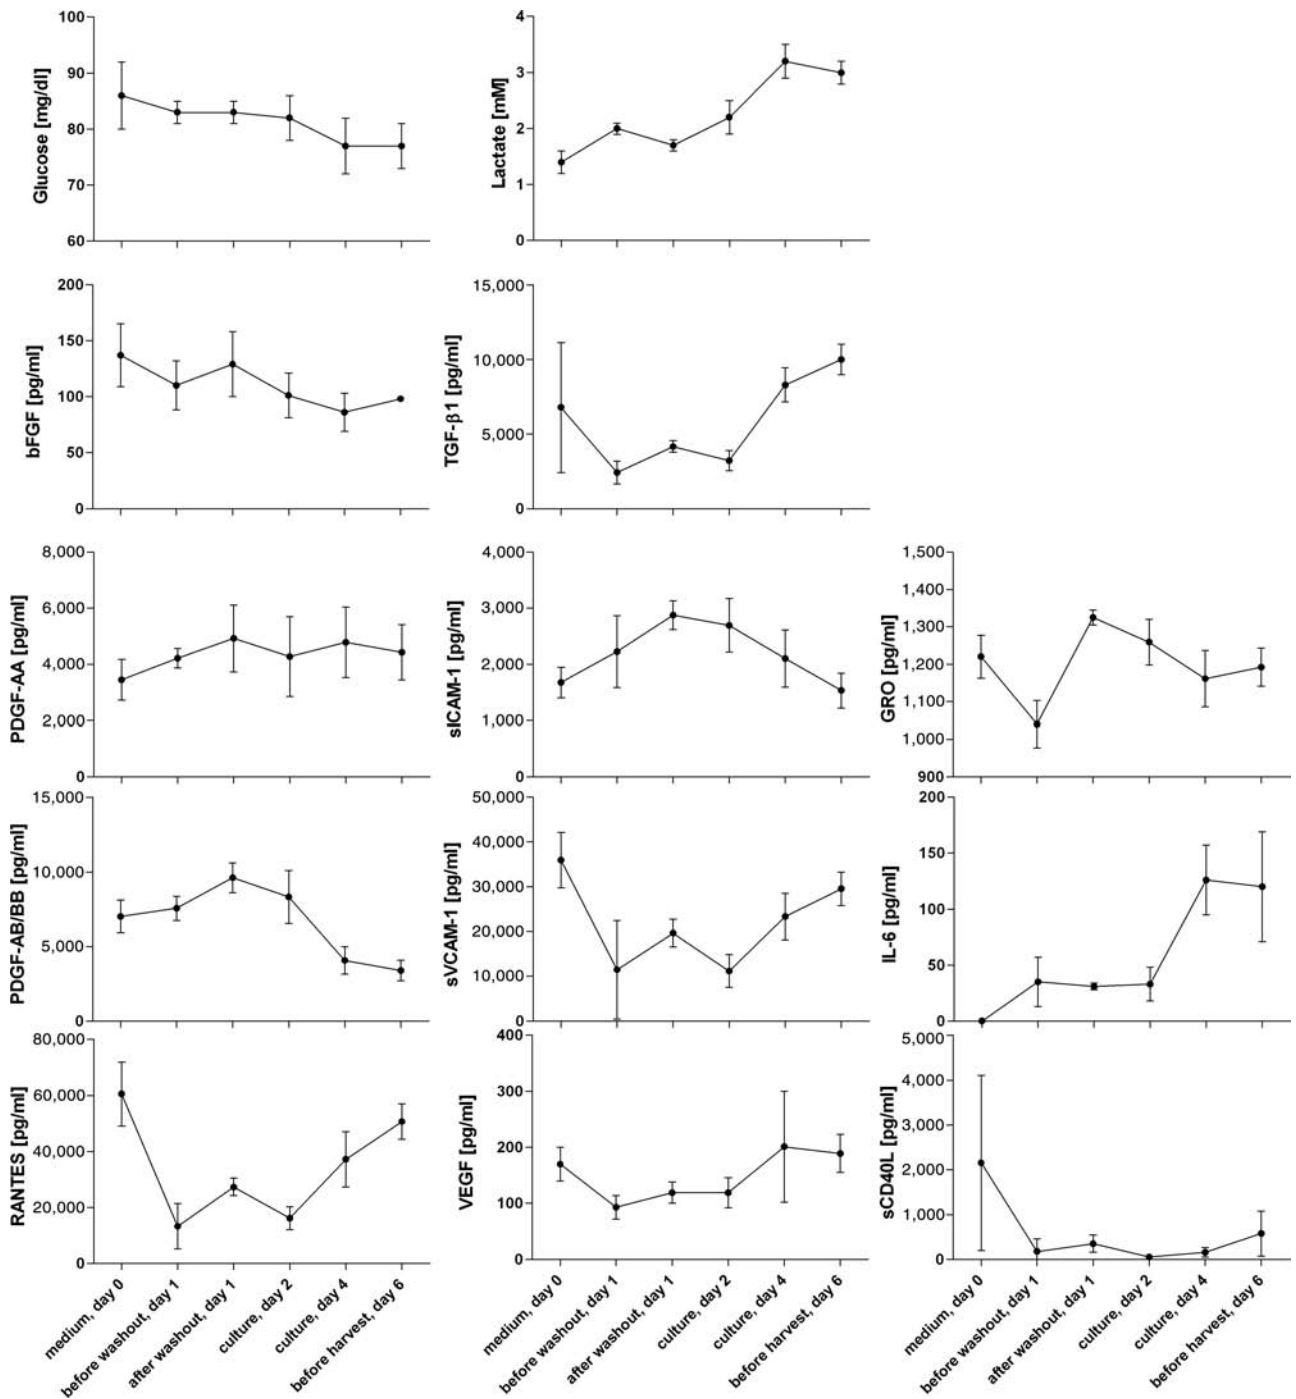 Glucose [mg/dl]
100
90
80
70
60
Lactate [mM]
4
3
2
1
0
bFGF [pg/ml]
200
150
100
50
0
TGF-β1 [pg/ml]
15,000
10,000
5,000
0
PDGF-AA [pg/ml]
8,000
6,000
4,000
2,000
0
sICAM-1 [pg/ml]
4,000
3,000
2,000
1,000
0
GRO [pg/ml]
1,500
1,400
1,300
1,200
1,100
1,000
900
PDGF-AB/BB [pg/ml]
15,000
10,000
5,000
0
sVCAM-1 [pg/ml]
50,000
40,000
30,000
20,000
10,000
0
IL-6 [pg/ml]
200
150
100
50
0
RANTES [pg/ml]
80,000
60,000
40,000
20,000
0
VEGF [pg/ml]
400
300
200
100
0
sCD40L [pg/ml]
5,000
4,000
3,000
2,000
1,000
0
medium, day 0
before washout, day 1
after washout, day 1
culture, day 2
culture, day 4
before harvest, day 6
medium, day 0
before washout, day 1
after washout, day 1
culture, day 2
culture, day 4
before harvest, day 6
medium, day 0
before washout, day 1
after washout, day 1
culture, day 2
culture, day 4
before harvest, day 6